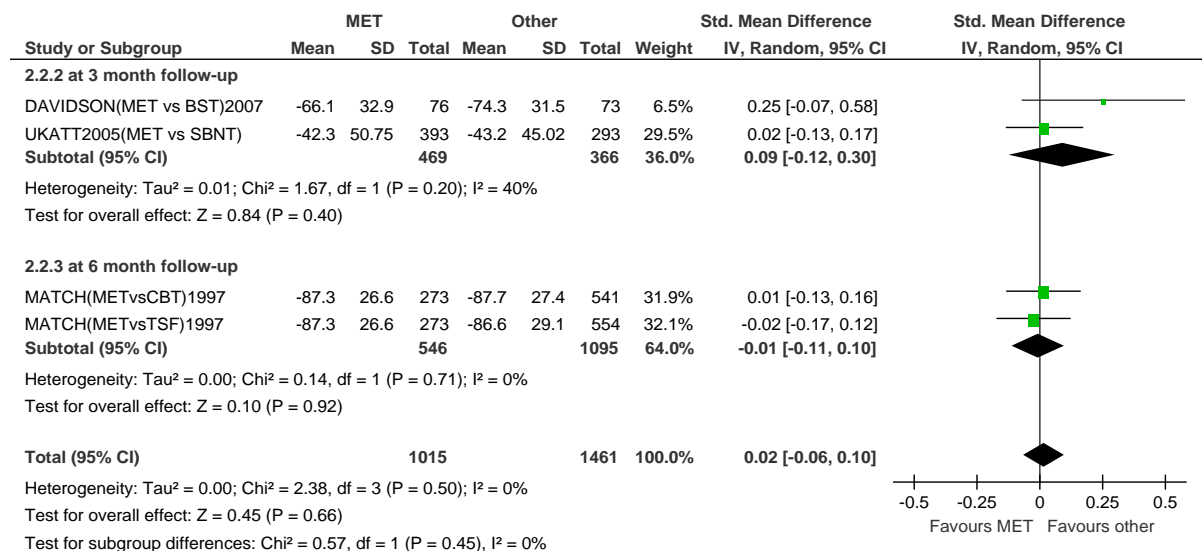 MET Other Std. Mean Difference Std. Mean Difference
Study or Subgroup Mean SD Total Mean SD Total Weight IV, Random, 95% CI IV, Random, 95% CI
2.2.2 at 3 month follow-up
DAVIDSON(MET vs BST)2007 -66.1 32.9 76 -74.3 31.5 73 6.5% 0.25 [-0.07, 0.58]
UKATT2005(MET vs SBNT) -42.3 50.75 393 -43.2 45.02 293 29.5% 0.02 [-0.13, 0.17]
Subtotal (95% CI) 469 366 36.0% 0.09 [-0.12, 0.30]
Heterogeneity: Tau² = 0.01; Chi² = 1.67, df = 1 (P = 0.20); I² = 40%
Test for overall effect: Z = 0.84 (P = 0.40)
2.2.3 at 6 month follow-up
MATCH(METvsCBT)1997 -87.3 26.6 273 -87.7 27.4 541 31.9% 0.01 [-0.13, 0.16]
MATCH(METvsTSF)1997 -87.3 26.6 273 -86.6 29.1 554 32.1% -0.02 [-0.17, 0.12]
Subtotal (95% CI) 546 1095 64.0% -0.01 [-0.11, 0.10]
Heterogeneity: Tau² = 0.00; Chi² = 0.14, df = 1 (P = 0.71); I² = 0%
Test for overall effect: Z = 0.10 (P = 0.92)
Total (95% CI) 1015 1461 100.0% 0.02 [-0.06, 0.10]
Heterogeneity: Tau² = 0.00; Chi² = 2.38, df = 3 (P = 0.50); I² = 0%
Test for overall effect: Z = 0.45 (P = 0.66)
Test for subgroup differences: Chi² = 0.57, df = 1 (P = 0.45), I² = 0%
-0.5 -0.25 0 0.25 0.5
Favours MET Favours other